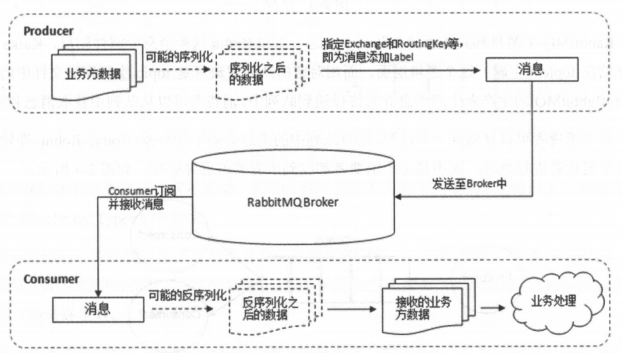 Producer
业务方数据
可能的序列化
序列化之后
的数据
指定Exchange和RoutingKey等，
即为消息添加Label
消息
Consumer订阅
并接收消息
RabbitMQ Broker
发送至Broker中
Consumer
消息
可能的反序列化
反序列化之
后的数据
接收的业务
方数据
业务处理